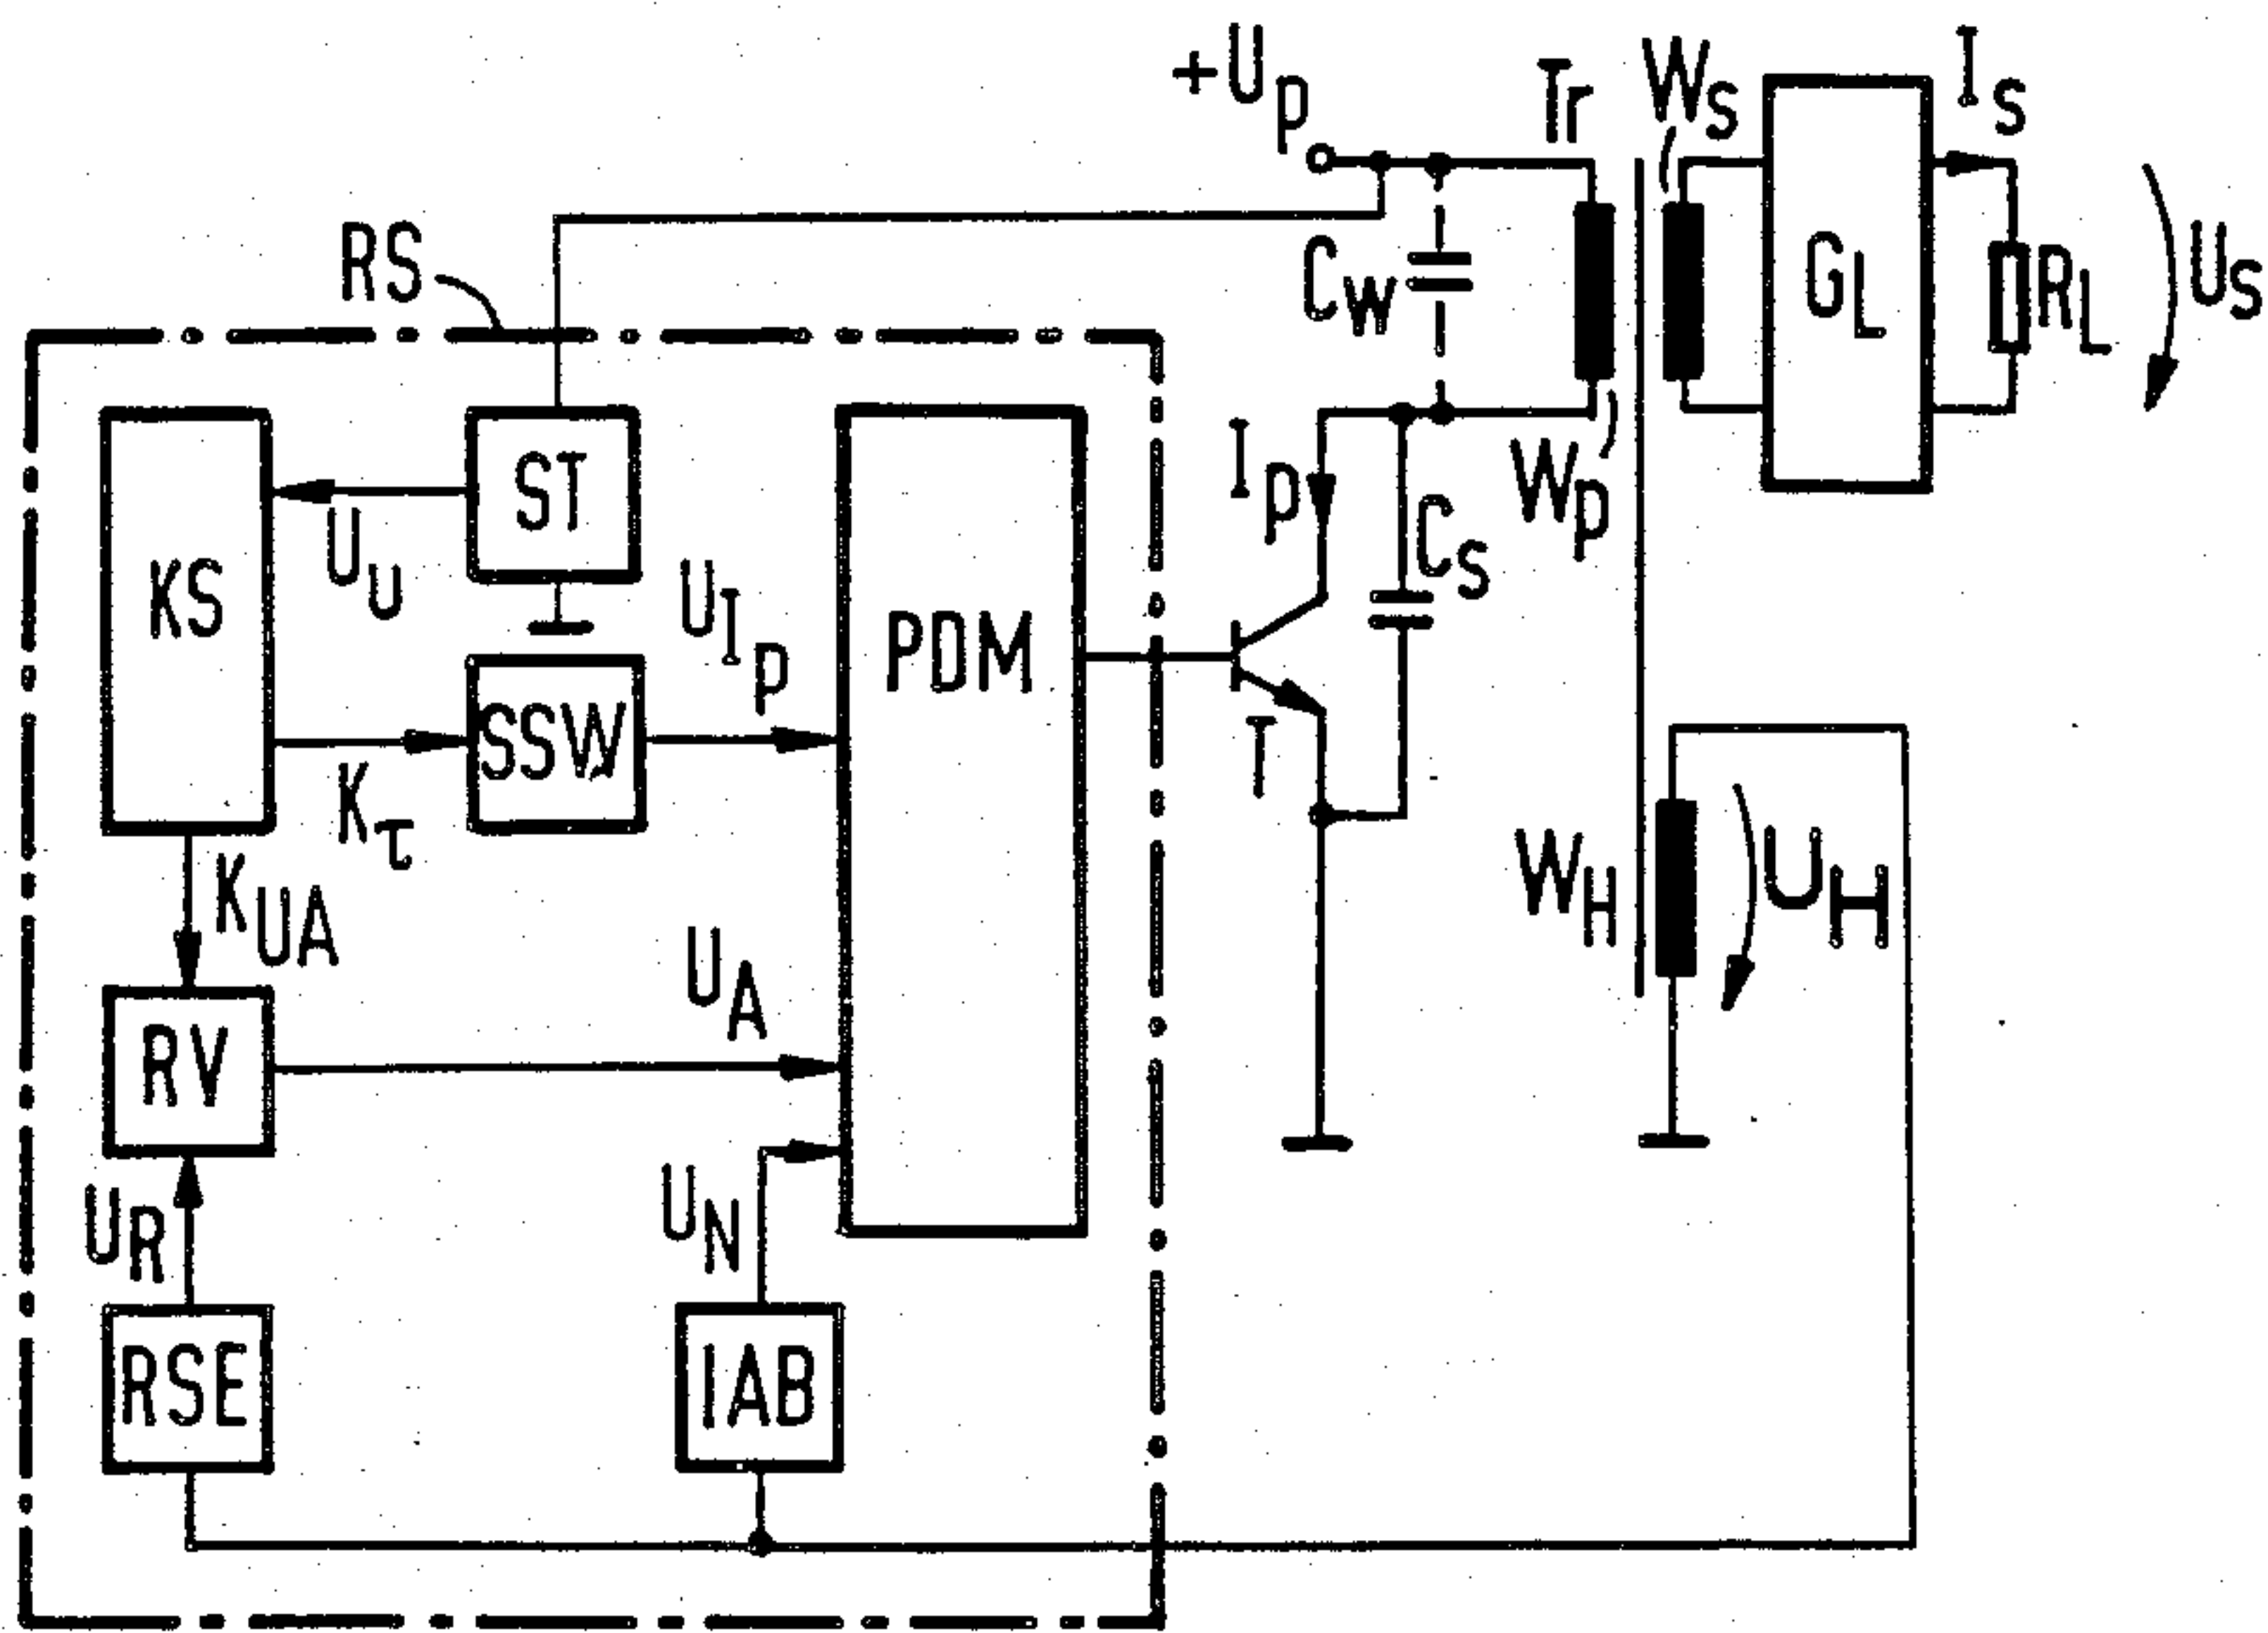 +Up
Tr
Ws
Is
RS
Cw
GL
RL
Us
KS
Uu
ST
UIp
PDM
Ip
Cs
Wp
SSW
Kτ
T
KUA
WH
UH
UA
RV
UR
UN
RSE
IAB